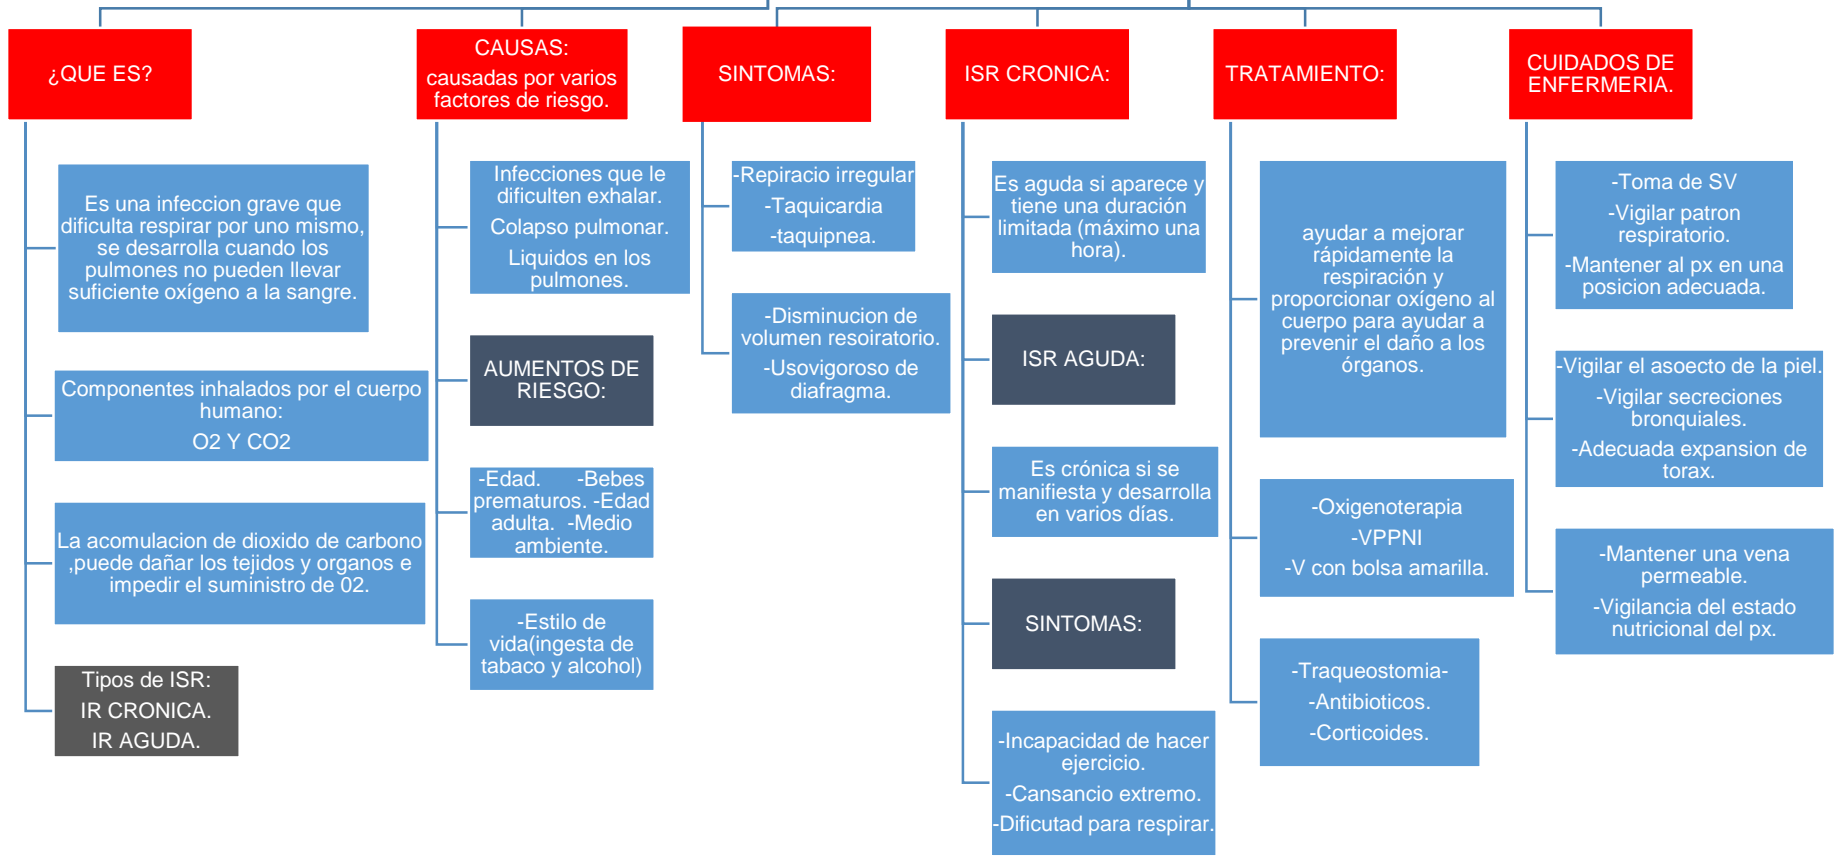 ¿QUE ES?
Es una infeccion grave que
dificulta respirar por uno mismo,
se desarrolla cuando los
pulmones no pueden llevar
suficiente oxígeno a la sangre.
Componentes inhalados por el cuerpo
humano:
O2 Y CO2
La acomulacion de dioxido de carbono
,puede dañar los tejidos y organos e
impedir el suministro de 02.
Tipos de ISR:
IR CRONICA.
IR AGUDA.
CAUSAS:
causadas por varios
factores de riesgo.
Infecciones que le
dificulten exhalar.
Colapso pulmonar.
Liquidos en los
pulmones.
AUMENTOS DE
RIESGO:
-Edad. -Bebes
prematuros. -Edad
adulta. -Medio
ambiente.
-Estilo de
vida(ingesta de
tabaco y alcohol)
SINTOMAS:
-Repiracio irregular
-Taquicardia
-taquipnea.
-Disminucion de
volumen resoiratorio.
-Usovigoroso de
diafragma.
ISR CRONICA:
Es aguda si aparece y
tiene una duración
limitada (máximo una
hora).
ISR AGUDA:
Es crónica si se
manifiesta y desarrolla
en varios días.
SINTOMAS:
-Incapacidad de hacer
ejercicio.
-Cansancio extremo.
-Dificutad para respirar.
TRATAMIENTO:
ayudar a mejorar
rápidamente la
respiración y
proporcionar oxígeno al
cuerpo para ayudar a
prevenir el daño a los
órganos.
-Oxigenoterapia
-VPPNI
-V con bolsa amarilla.
-Traqueostomia-
-Antibioticos.
-Corticoides.
CUIDADOS DE
ENFERMERIA.
-Toma de SV
-Vigilar patron
respiratorio.
-Mantener al px en una
posicion adecuada.
-Vigilar el asoecto de la piel.
-Vigilar secreciones
bronquiales.
-Adecuada expansion de
torax.
-Mantener una vena
permeable.
-Vigilancia del estado
nutricional del px.